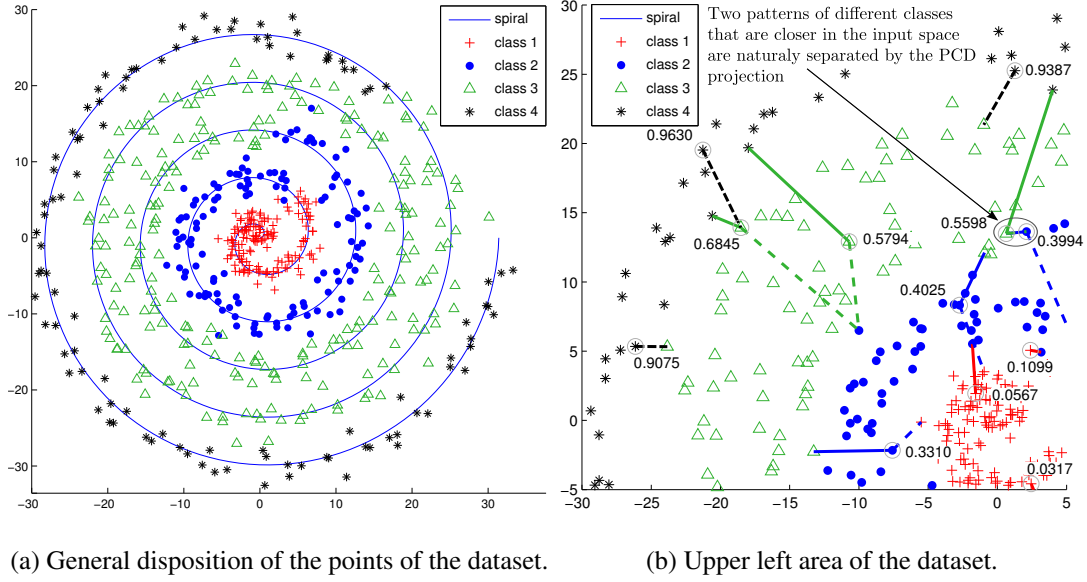 spiral
class 1
class 2
class 3
class 4
30
20
10
0
−10
−20
−30
−30
−20
−10
0
10
20
30
spiral
class 1
class 2
class 3
class 4
Two patterns of different classes
that are closer in the input space
are naturaly separated by the PCD
projection
30
25
20
15
10
5
0
−5
−30
−25
−20
−15
−10
−5
0
5
0.9387
0.9630
0.5598
0.3994
0.6845
0.5794
0.4025
0.9075
0.1099
0.0567
0.3310
0.0317
(a) General disposition of the points of the dataset.
(b) Upper left area of the dataset.